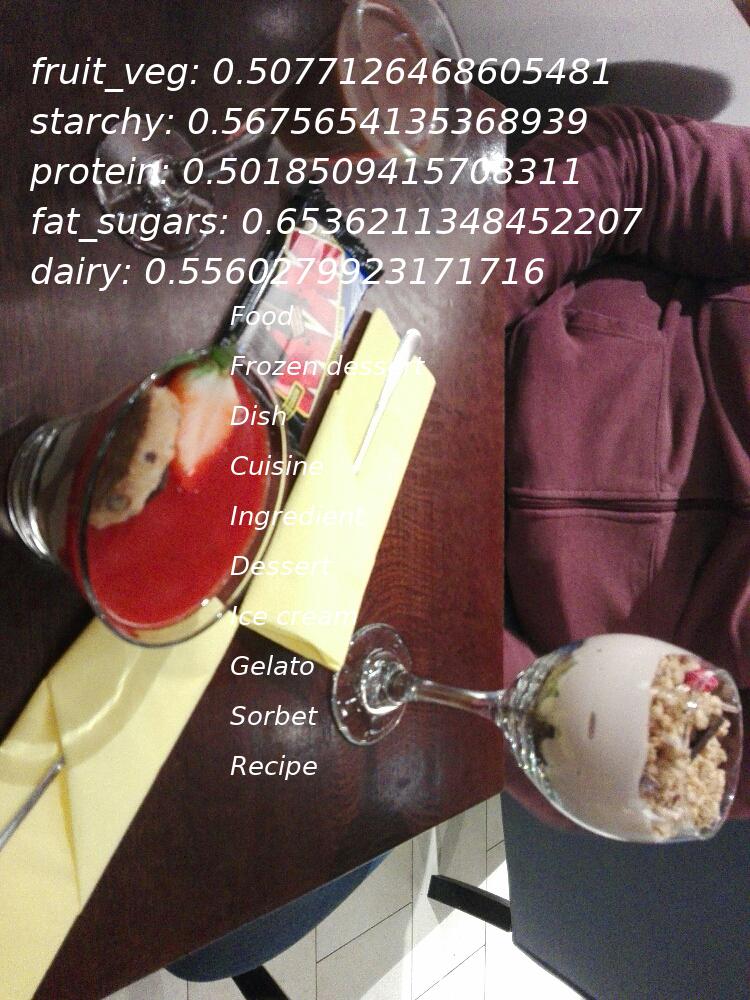 fruit_veg: 0.5077126468605481
starchy: 0.5675654135368939
protein: 0.5018509415708311
fat_sugars: 0.6536211348452207
dairy: 0.5560279923171716
Food
Frozen dessert
Dish
Cuisine
Ingredient
Dessert
Ice cream
Gelato
Sorbet
Recipe